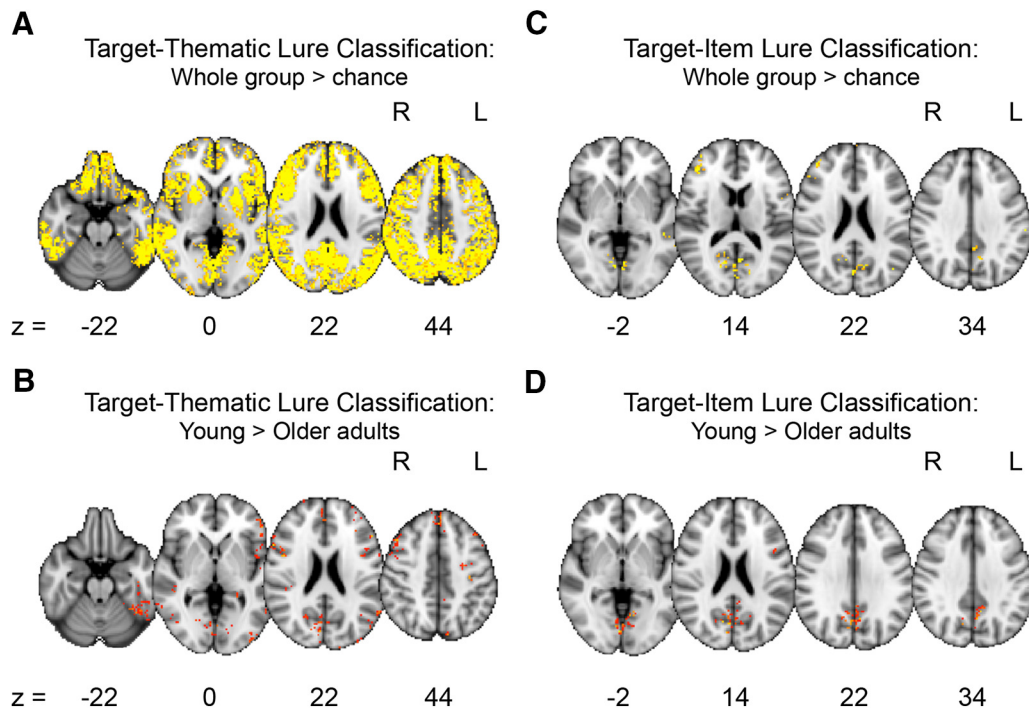 A
Target-Thematic Lure Classification:
Whole group > chance
R L
z = -22 0 22 44
B
Target-Thematic Lure Classification:
Young > Older adults
R L
z = -22 0 22 44
C
Target-Item Lure Classification:
Whole group > chance
R L
-2 14 22 34
D
Target-Item Lure Classification:
Young > Older adults
R L
-2 14 22 34